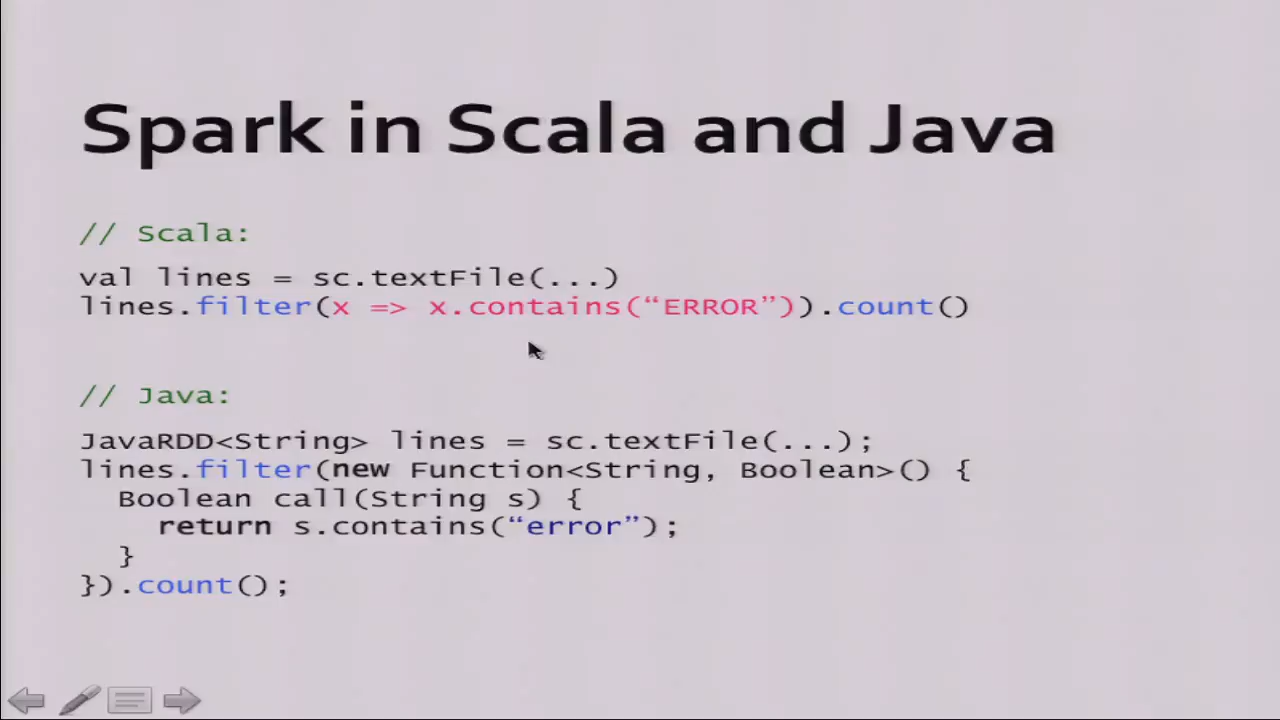 Spark in Scala and Java
// Scala:
val lines = sc.textFile(...)
lines.filter(x => x.contains(“ERROR”)).count()
// Java:
JavaRDD<String> lines = sc.textFile(...);
lines.filter(new Function<String, Boolean>() {
  Boolean call(String s) {
    return s.contains(“error”);
  }
}).count();